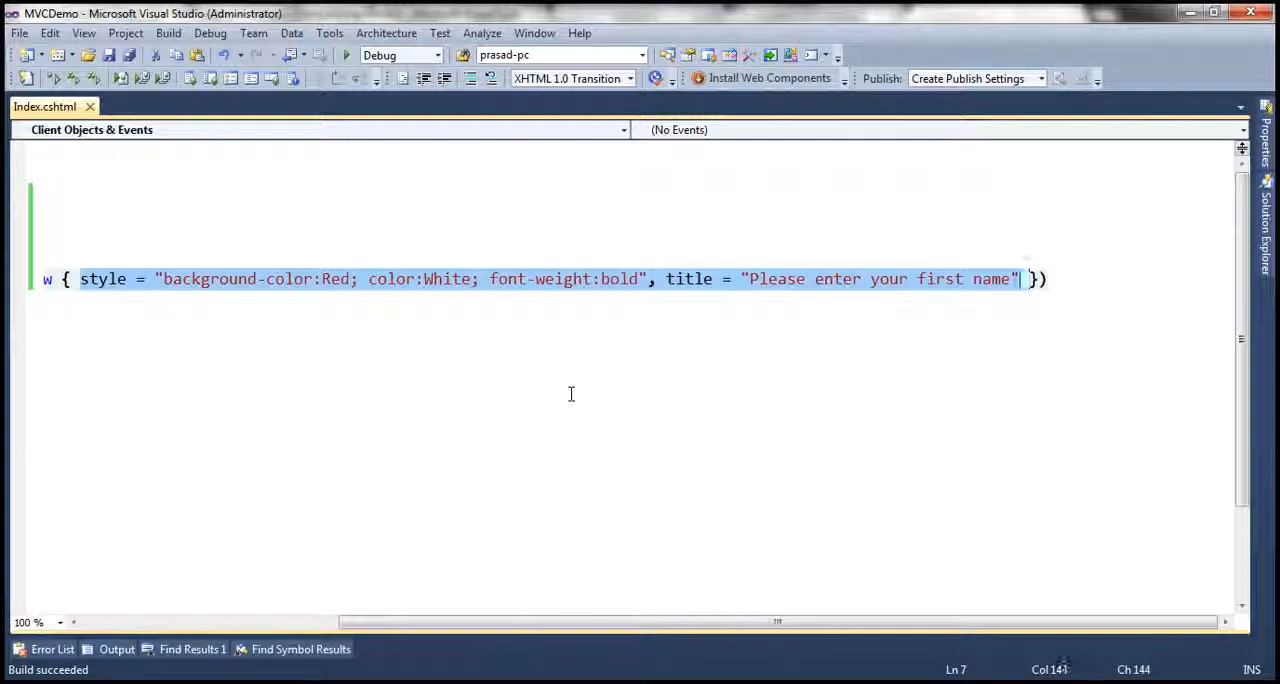 MVCDemo - Microsoft Visual Studio (Administrator)
File Edit View Project Build Debug Team Data Tools Architecture Test Analyze Window Help
Debug prasad-pc
XHTML 1.0 Transition Install Web Components Publish: Create Publish Settings
Index.cshtml
Client Objects & Events (No Events)
w { style = "background-color:Red; color:White; font-weight:bold", title = "Please enter your first name" })
Properties
Solution Explorer
100 %
Error List Output Find Results 1 Find Symbol Results
Build succeeded Ln 7 Col 144 Ch 144 INS